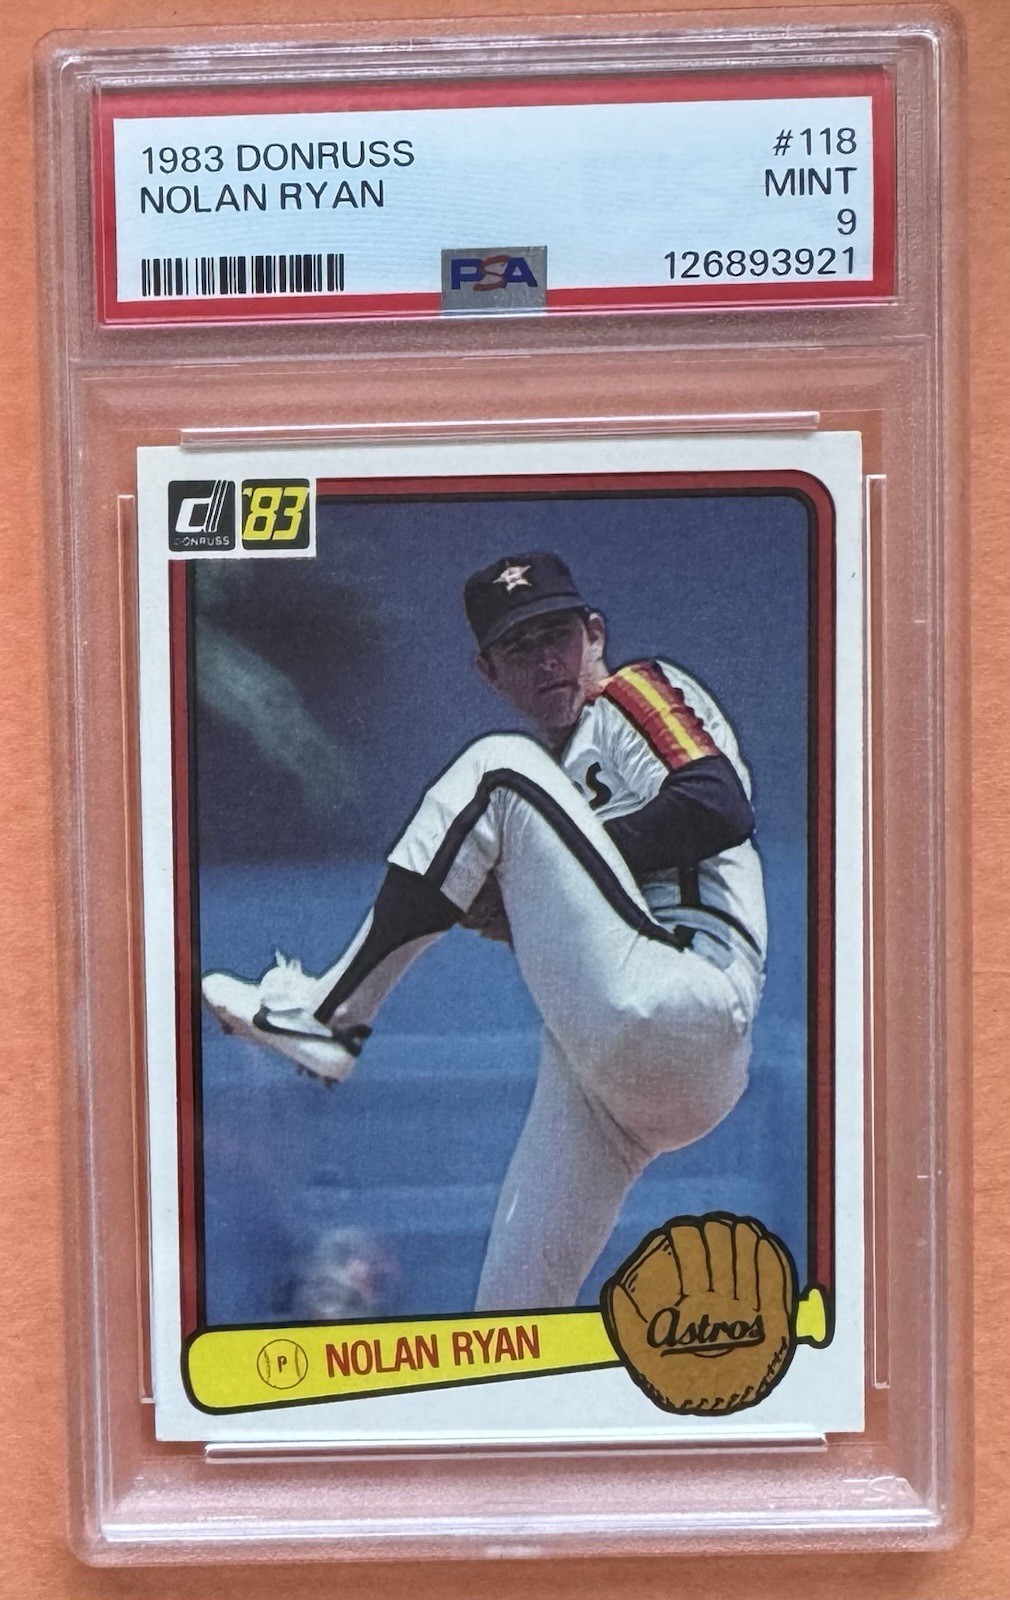 1983 DONRUSS
NOLAN RYAN
#118
MINT
9
126893921
PSA
DONRUSS
'83
S
P
NOLAN RYAN
Astros